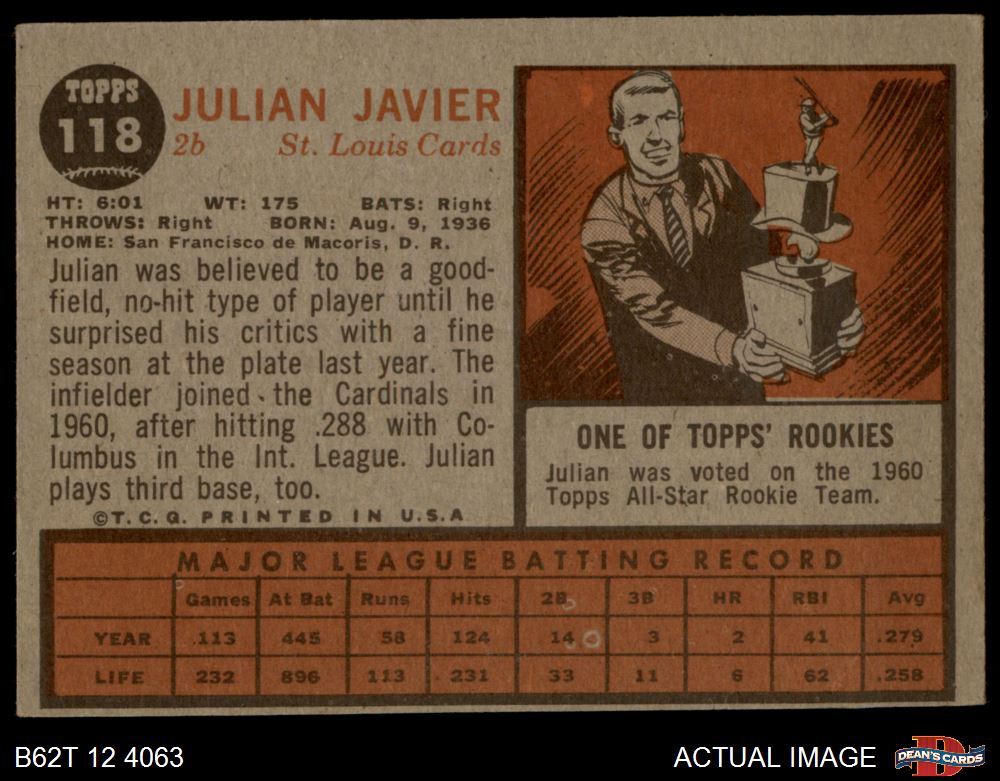 TOPPS
118
JULIAN JAVIER
2b St. Louis Cards
HT: 6:01 WT: 175 BATS: Right
THROWS: Right BORN: Aug. 9, 1936
HOME: San Francisco de Macoris, D. R.
Julian was believed to be a good-
field, no-hit type of player until he
surprised his critics with a fine
season at the plate last year. The
infielder joined the Cardinals in
1960, after hitting .288 with Co-
lumbus in the Int. League. Julian
plays third base, too.
©T. C. G. PRINTED IN U.S.A
ONE OF TOPPS' ROOKIES
Julian was voted on the 1960
Topps All-Star Rookie Team.
MAJOR LEAGUE BATTING RECORD
Games At Bat Runs Hits 2B 3B HR RBI Avg
YEAR 113 445 58 124 14 3 2 41 .279
LIFE 232 896 113 231 33 11 6 62 .258
B62T 12 4063
ACTUAL IMAGE
D
DEAN'S CARDS